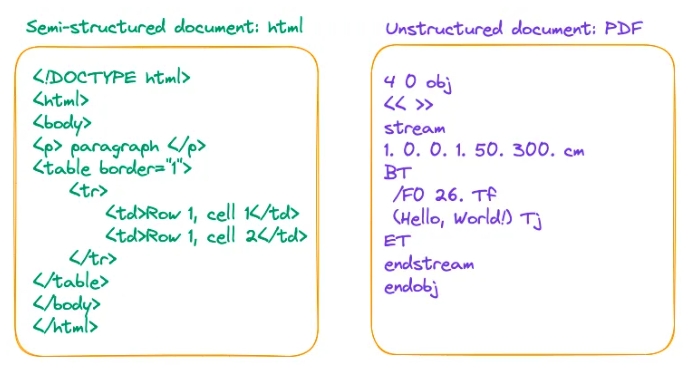 Semi-structured document: html
<!DOCTYPE html>
<html>
<body>
<p> paragraph </p>
<table border="1">
<tr>
<td>Row 1, cell 1</td>
<td>Row 1, cell 2</td>
</tr>
</table>
</body>
</html>
Unstructured document: PDF
4 0 obj
<< >>
stream
1. 0. 0. 1. 50. 300. cm
BT
/F0 26. Tf
(Hello, World!) Tj
ET
endstream
endobj